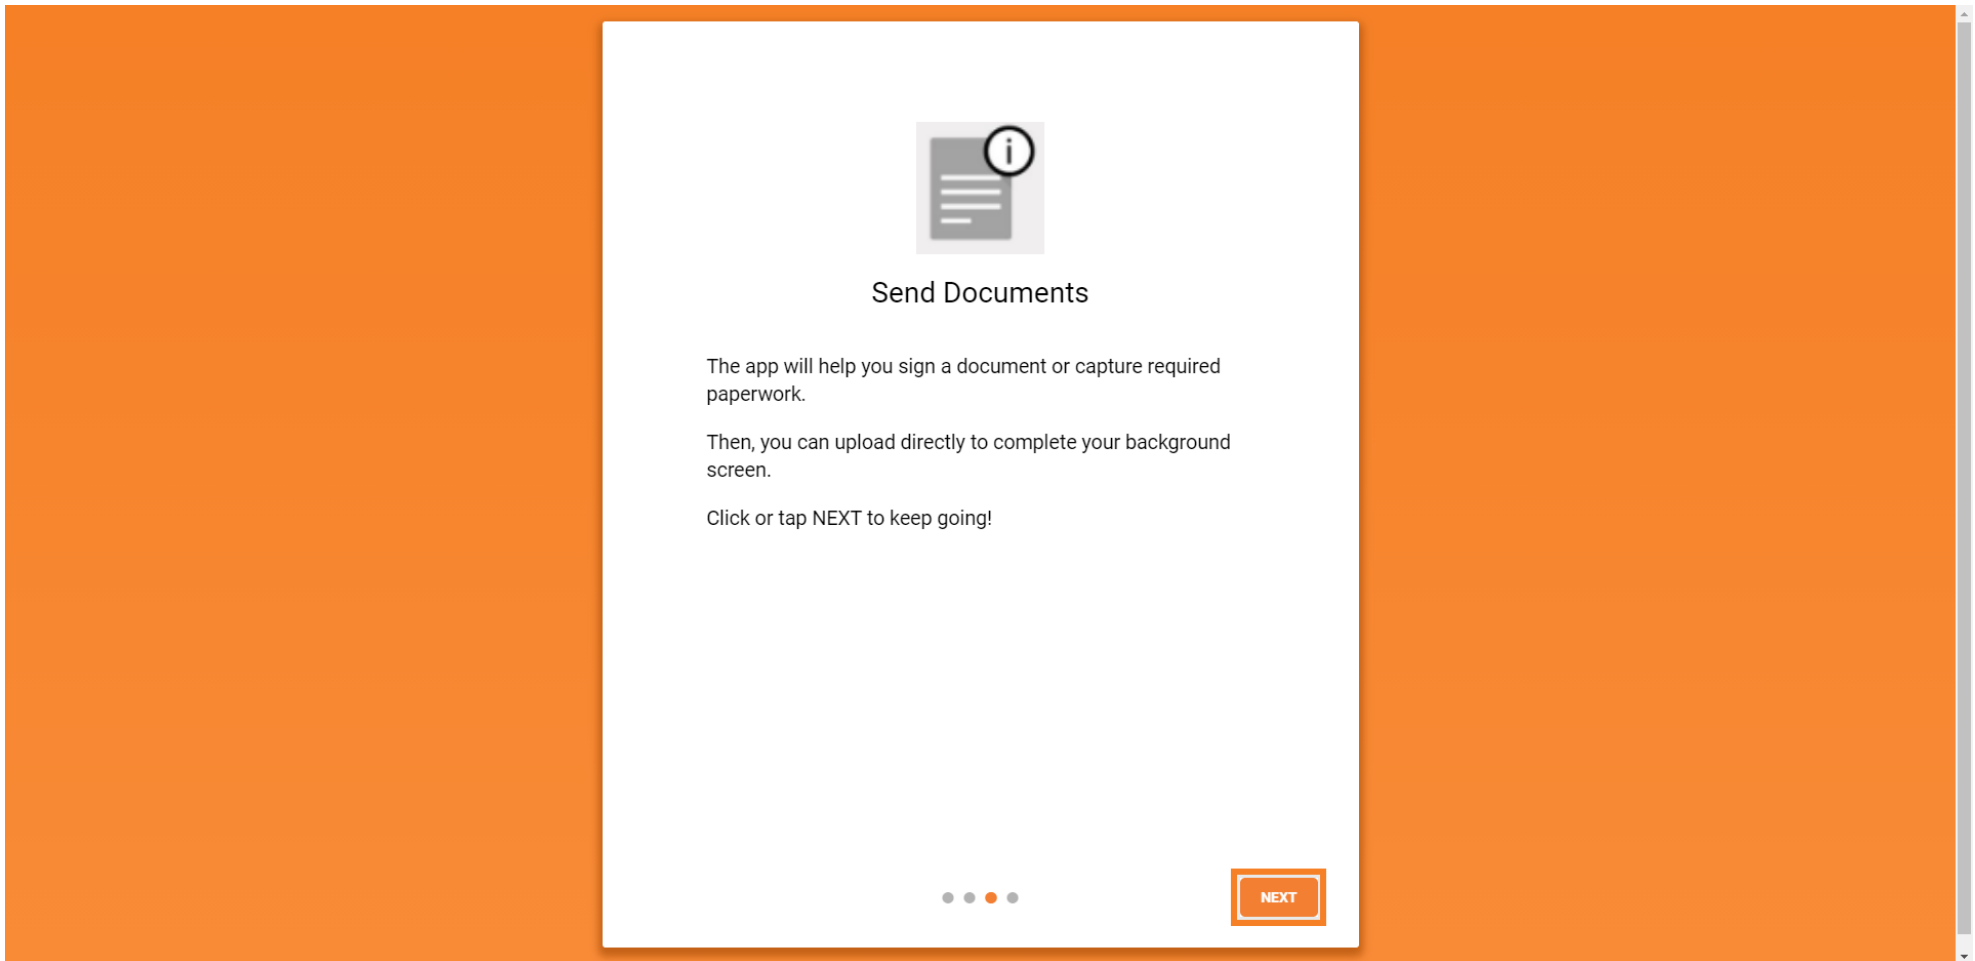 i
Send Documents
The app will help you sign a document or capture required
paperwork.
Then, you can upload directly to complete your background
screen.
Click or tap NEXT to keep going!
NEXT